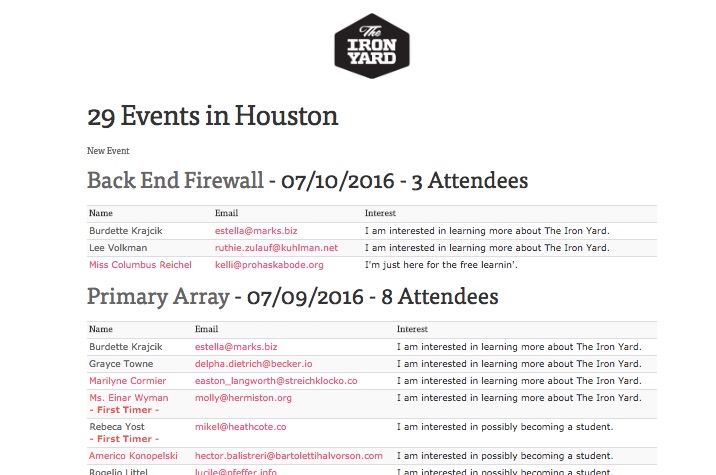 The
IRON
YARD
29 Events in Houston
New Event
Back End Firewall - 07/10/2016 - 3 Attendees
Name Email Interest
Burdette Krajcik estella@marks.biz I am interested in learning more about The Iron Yard.
Lee Volkman ruthie.zulauf@kuhlman.net I am interested in learning more about The Iron Yard.
Miss Columbus Reichel kelli@prohaskabode.org I'm just here for the free learnin'.
Primary Array - 07/09/2016 - 8 Attendees
Name Email Interest
Burdette Krajcik estella@marks.biz I am interested in learning more about The Iron Yard.
Grayce Towne delpha.dietrich@becker.io I am interested in learning more about The Iron Yard.
Marilyne Cormier easton_langworth@streichklocko.co I am interested in learning more about The Iron Yard.
Ms. Einar Wyman molly@hermiston.org I am interested in learning more about The Iron Yard.
- First Timer -
Rebeca Yost mikel@heathcote.co I am interested in possibly becoming a student.
- First Timer -
Americo Konopelski hector.balistreri@bartolettihalvorson.com I am interested in possibly becoming a student.
Rogelio Littel lucile@pfeffer.info I am interested in possibly becoming a student.